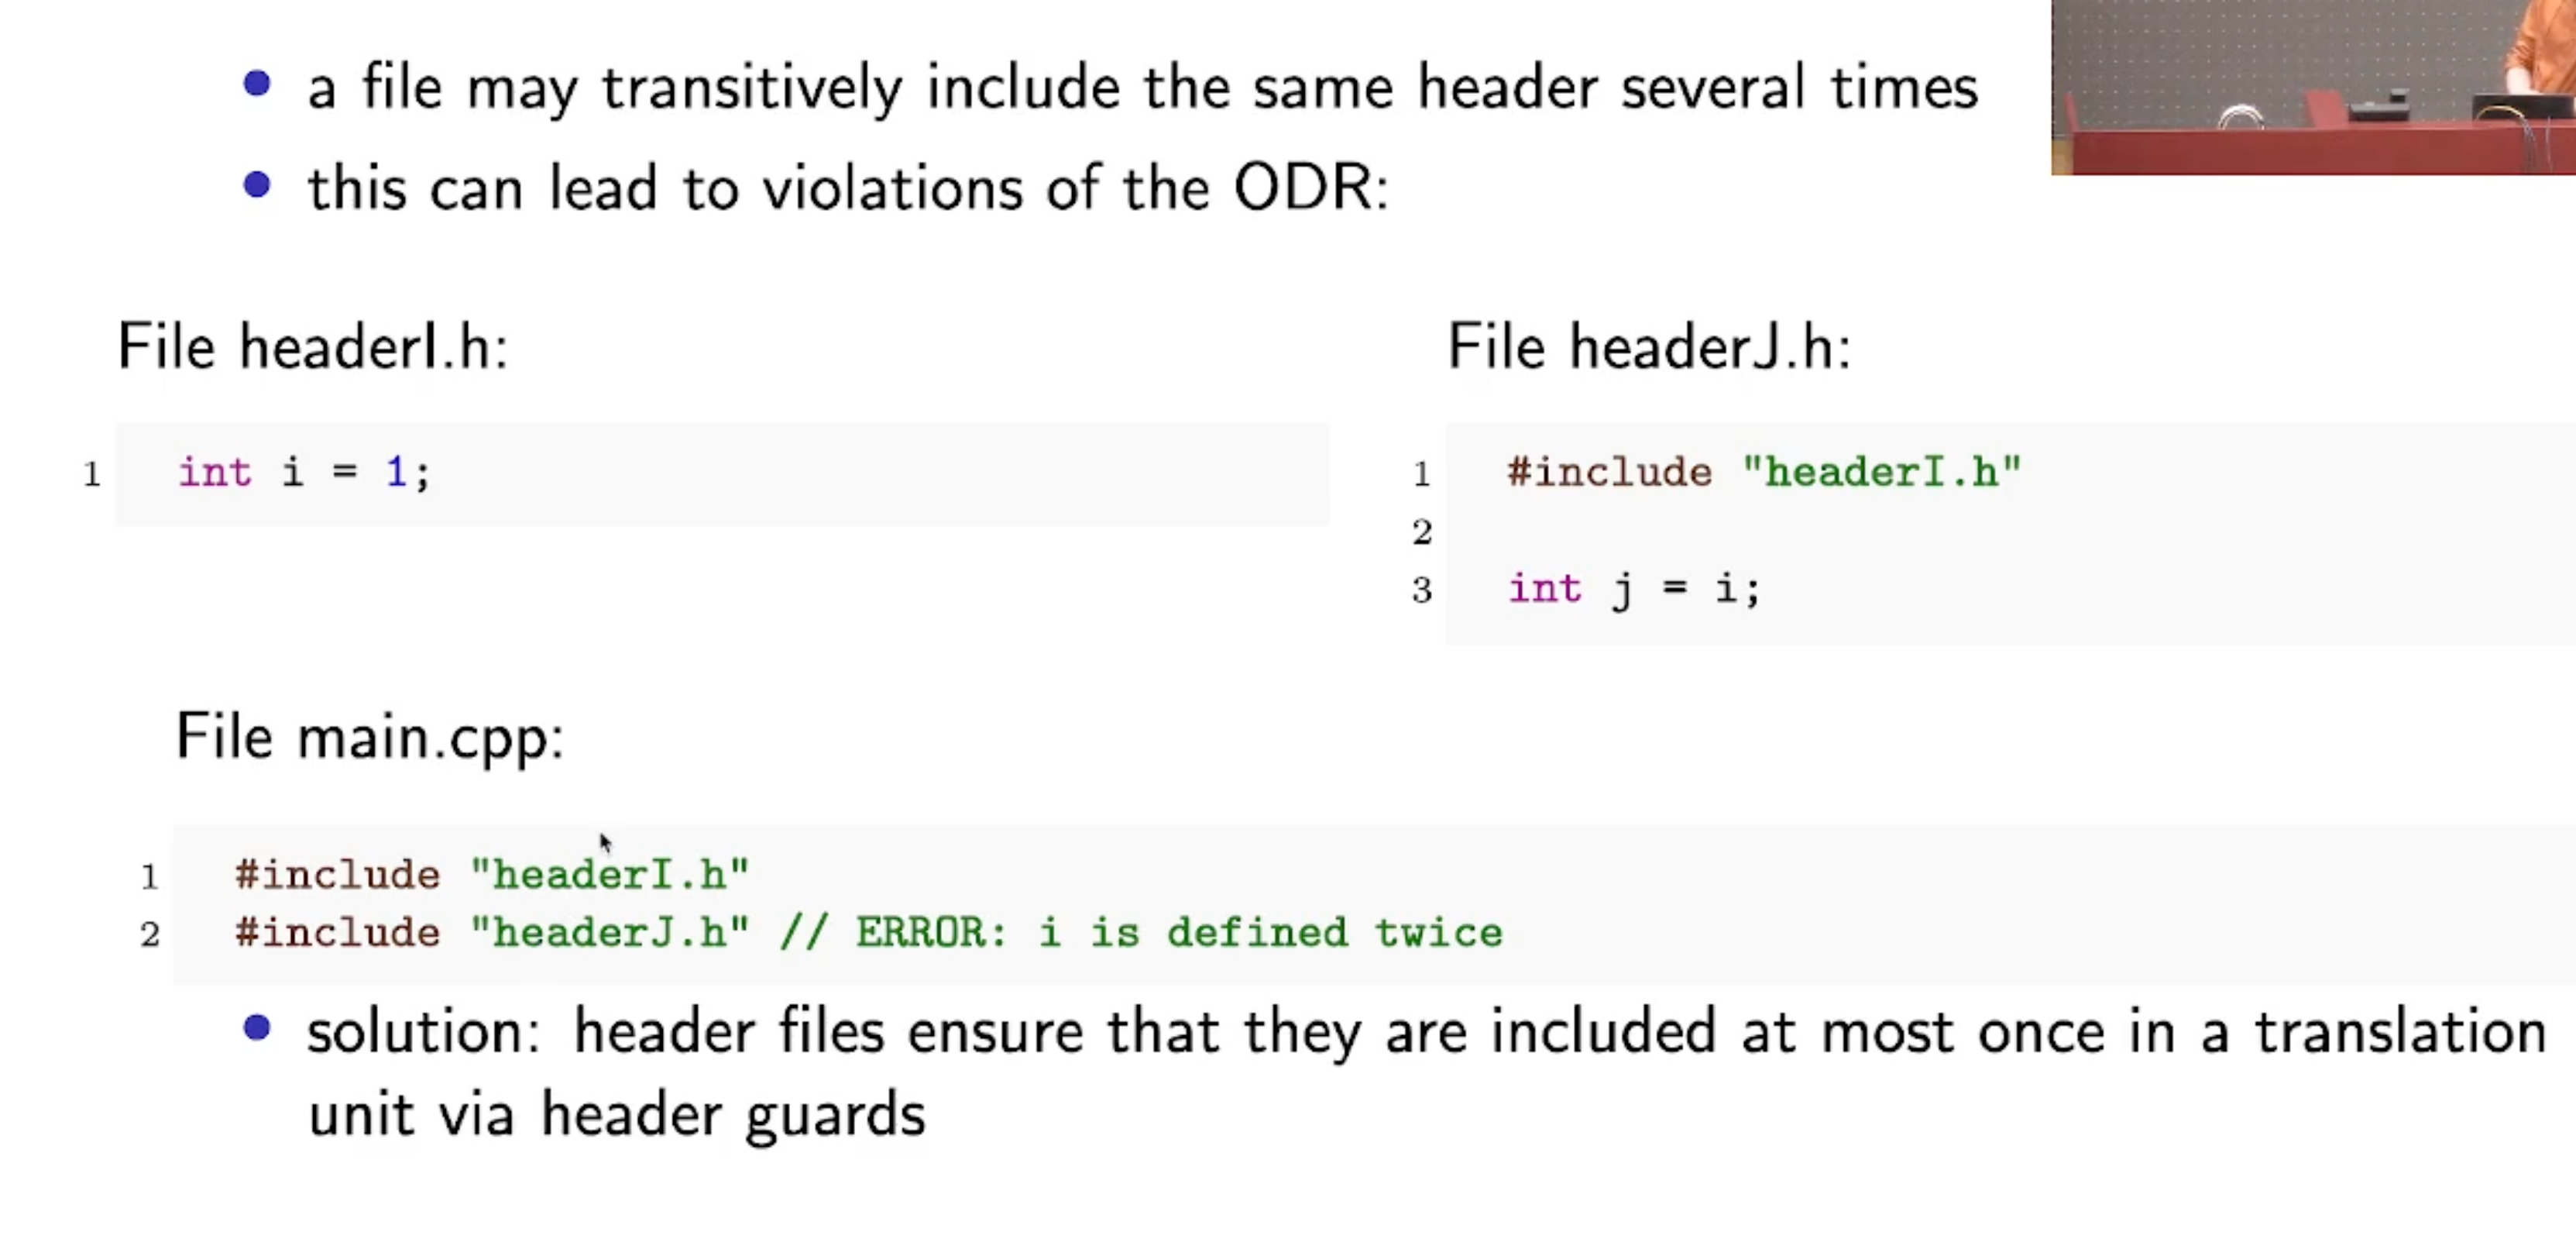 a file may transitively include the same header several times
this can lead to violations of the ODR:
File headerI.h:
1 int i = 1;
File headerJ.h:
1 #include "headerI.h"
2
3 int j = i;
File main.cpp:
1 #include "headerI.h"
2 #include "headerJ.h" // ERROR: i is defined twice
solution: header files ensure that they are included at most once in a translation
unit via header guards